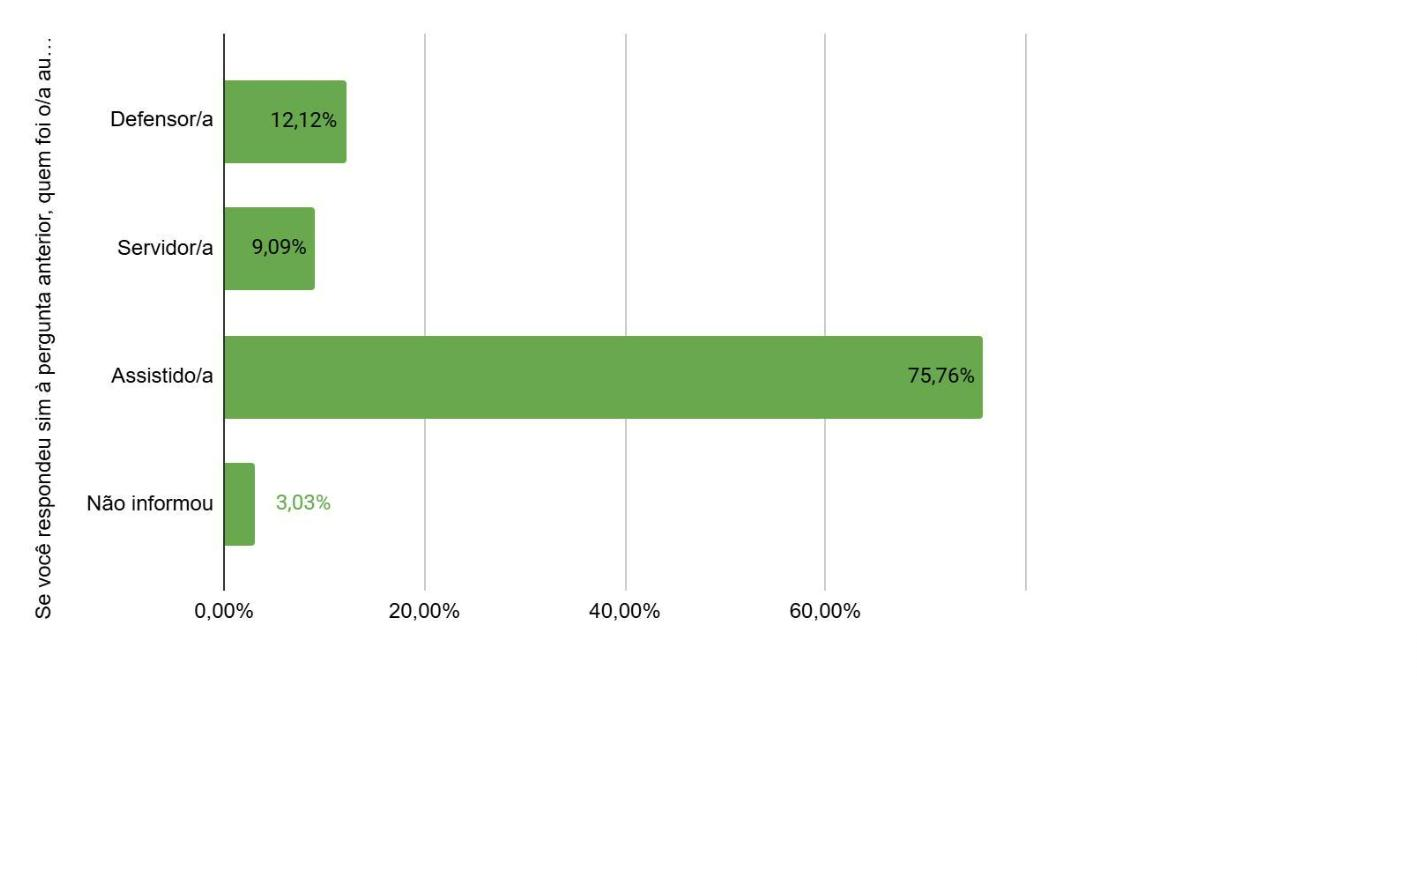 Se você respondeu sim à pergunta anterior, quem foi o/a au…
Defensor/a
12,12%
Servidor/a
9,09%
Assistido/a
75,76%
Não informou
3,03%
0,00%
20,00%
40,00%
60,00%